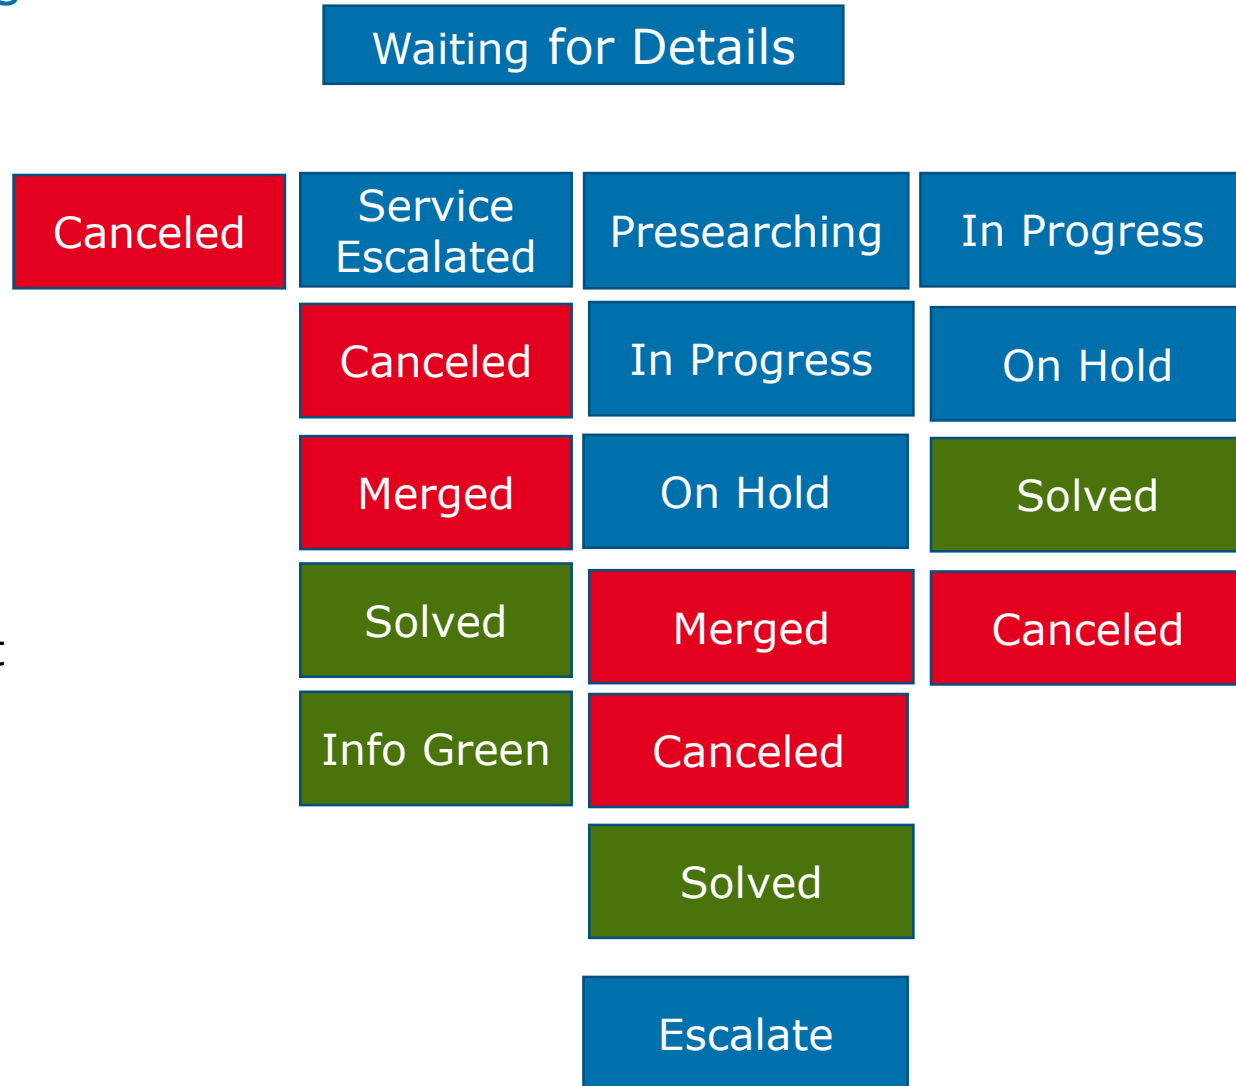 Waiting for Details
Canceled
Service
Escalated
Presearching
In Progress
Canceled
In Progress
On Hold
Merged
On Hold
Solved
Solved
Merged
Canceled
t
Info Green
Canceled
Solved
Escalate